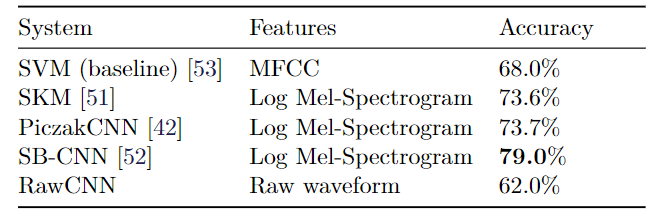 System Features Accuracy
SVM (baseline) [53] MFCC 68.0%
SKM [51] Log Mel-Spectrogram 73.6%
PiczakCNN [42] Log Mel-Spectrogram 73.7%
SB-CNN [52] Log Mel-Spectrogram 79.0%
RawCNN Raw waveform 62.0%